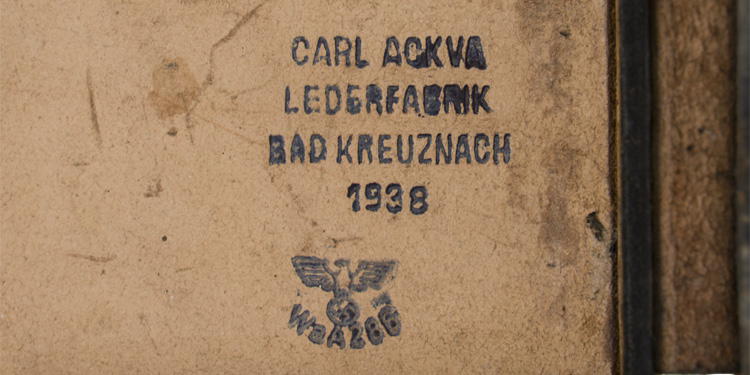 CARL ACKVA
LEDERFABRIK
BAD KREUZNACH
1938
WaA286